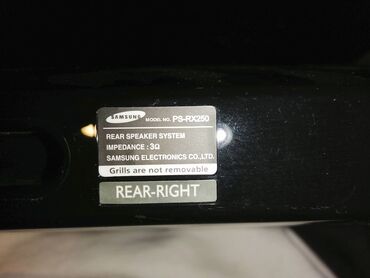 SAMSUNG MODEL NO. PS-RX250
REAR SPEAKER SYSTEM
IMPEDANCE : 3Ω
SAMSUNG ELECTRONICS CO.,LTD.
Grills are not removable
REAR-RIGHT